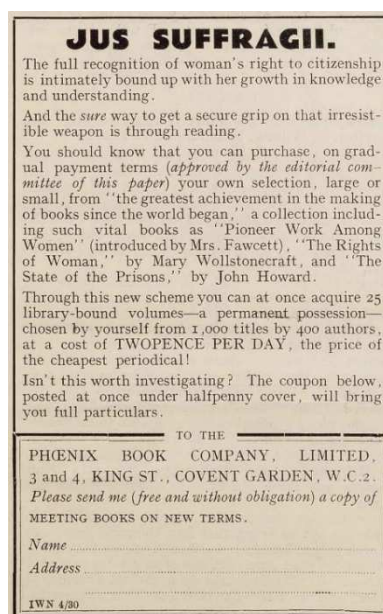 JUS SUFFRAGII.
The full recognition of woman's right to citizenship
is intimately bound up with her growth in knowledge
and understanding.
And the sure way to get a secure grip on that irresist-
ible weapon is through reading.
You should know that you can purchase, on grad-
ual payment terms (approved by the editorial com-
mittee of this paper) your own selection, large or
small, from "the greatest achievement in the making
of books since the world began," a collection includ-
ing such vital books as "Pioneer Work Among
Women" (introduced by Mrs. Fawcett), "The Rights
of Woman," by Mary Wollstonecraft, and "The
State of the Prisons," by John Howard.
Through this new scheme you can at once acquire 25
library-bound volumes—a permanent possession—
chosen by yourself from 1,000 titles by 400 authors,
at a cost of TWOPENCE PER DAY, the price of
the cheapest periodical!
Isn't this worth investigating? The coupon below,
posted at once under halfpenny cover, will bring
you full particulars.
TO THE
PHŒNIX BOOK COMPANY, LIMITED,
3 and 4, KING ST., COVENT GARDEN, W.C.2.
Please send me (free and without obligation) a copy of
MEETING BOOKS ON NEW TERMS.
Name
Address
IWN 4/30